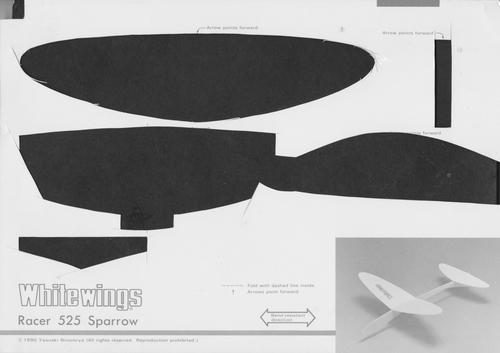 Arrow points forward
Arrow points forward
forward
Whitewings
Racer 525 Sparrow
Fold with dashed line inside
Arrows point forward
Bend-resistant
direction
© 1990 Yasuaki Ninomiya (All rights reserved. Reproduction prohibited.)